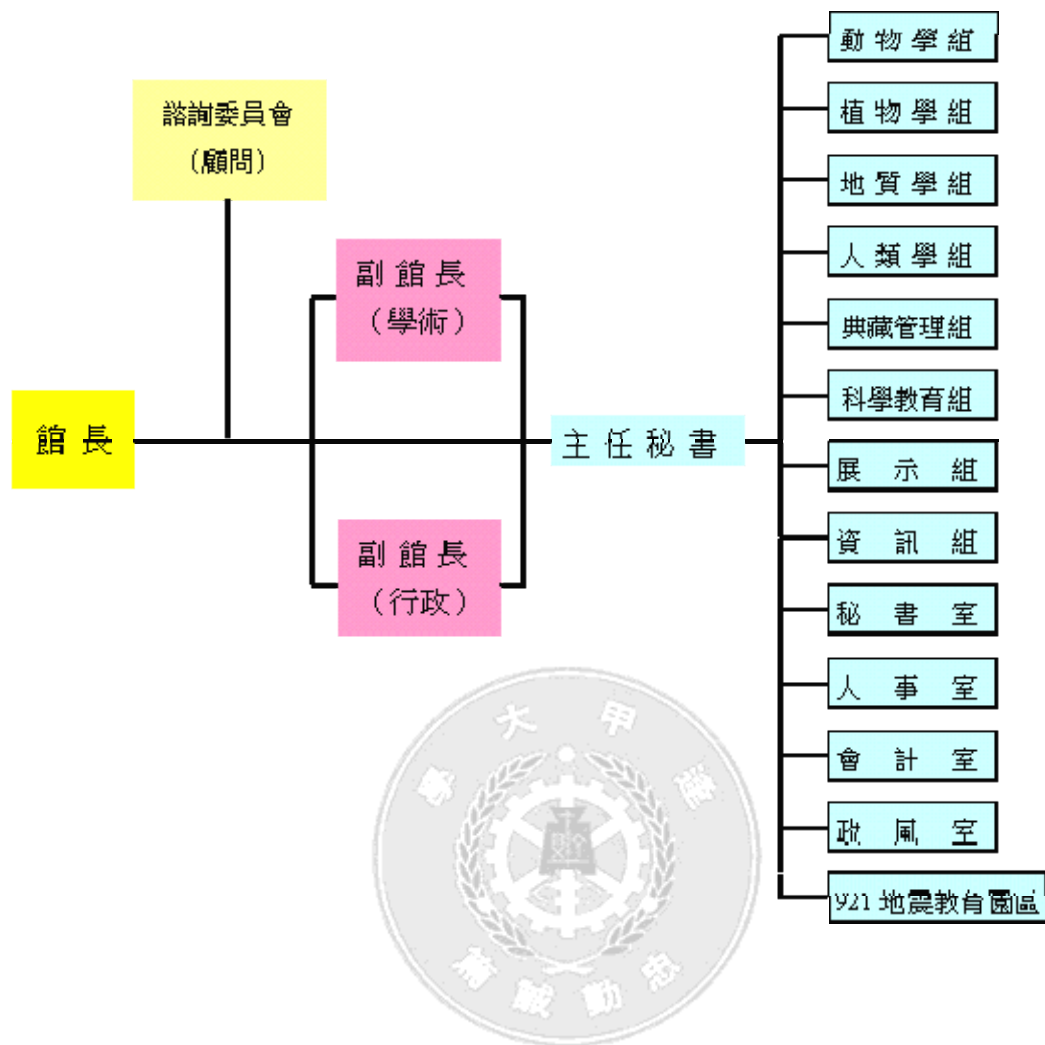 諮詢委員會
(顧問)
副館長
(學術)
館長
主任秘書
副館長
(行政)
動物學組
植物學組
地質學組
人類學組
典藏管理組
科學教育組
展示組
資訊組
秘書室
人事室
會計室
政風室
921 地震教育園區
逢甲大學
忠勤誠篤